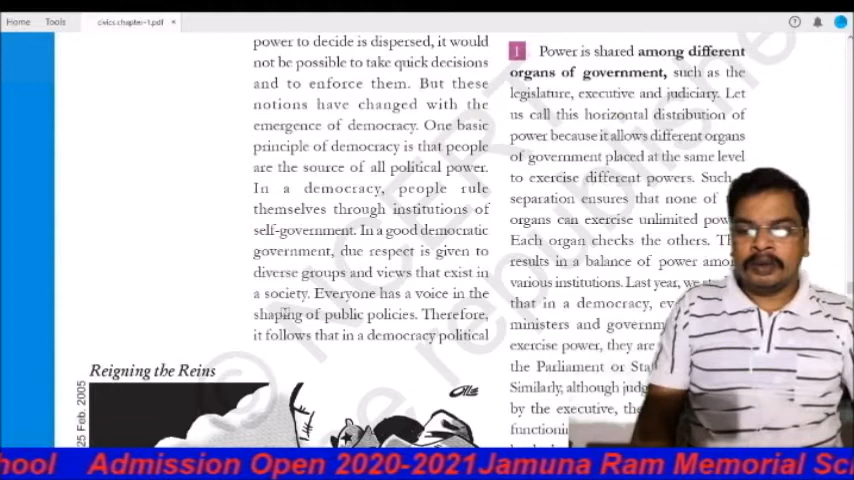 Home Tools civics chapter-1.pdf ×
power to decide is dispersed, it would
not be possible to take quick decisions
and to enforce them. But these
notions have changed with the
emergence of democracy. One basic
principle of democracy is that people
are the source of all political power.
In a democracy, people rule
themselves through institutions of
self-government. In a good democratic
government, due respect is given to
diverse groups and views that exist in
a society. Everyone has a voice in the
shaping of public policies. Therefore,
it follows that in a democracy political
Reigning the Reins
25 Feb. 2005
1 Power is shared among different
organs of government, such as the
legislature, executive and judiciary. Let
us call this horizontal distribution of
power because it allows different organs
of government placed at the same level
to exercise different powers. Such
separation ensures that none of
organs can exercise unlimited
Each organ checks the others.
results in a balance of power
various institutions. Last year, we
that in a democracy,
ministers and
exercise power, they are
the Parliament or
Similarly, although
by the executive,
© NCERT
be republished
hool Admission Open 2020-2021 Jamuna Ram Memorial Sc